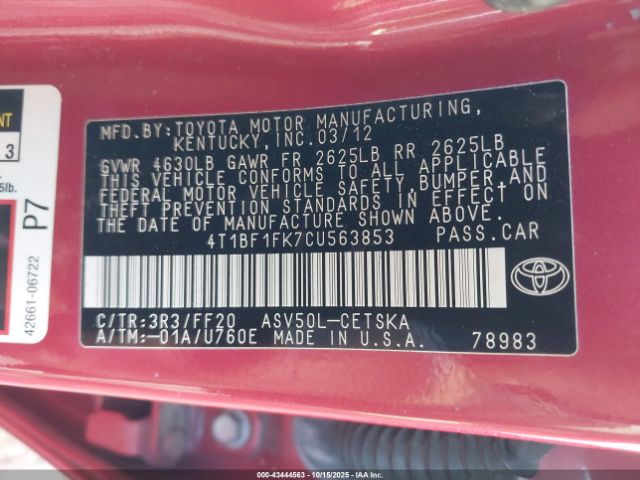 MFD.BY:TOYOTA MOTOR MANUFACTURING,
KENTUCKY, INC.03/12
GVWR 4630LB GAWR FR 2625LB RR 2625LB
THIS VEHICLE CONFORMS TO ALL APPLICABLE
FEDERAL MOTOR VEHICLE SAFETY,BUMPER,AND
THEFT PREVENTION STANDARDS IN EFFECT ON
THE DATE OF MANUFACTURE SHOWN ABOVE.
4T1BF1FK7CU563853 PASS.CAR
C/TR:3R3/FF20 ASV50L-CETSKA
A/TM:-01A/U760E MADE IN U.S.A. 78983
3
5lb.
P7
42661-06722
000-43444563 | 10/15/2025 | IAA Inc.